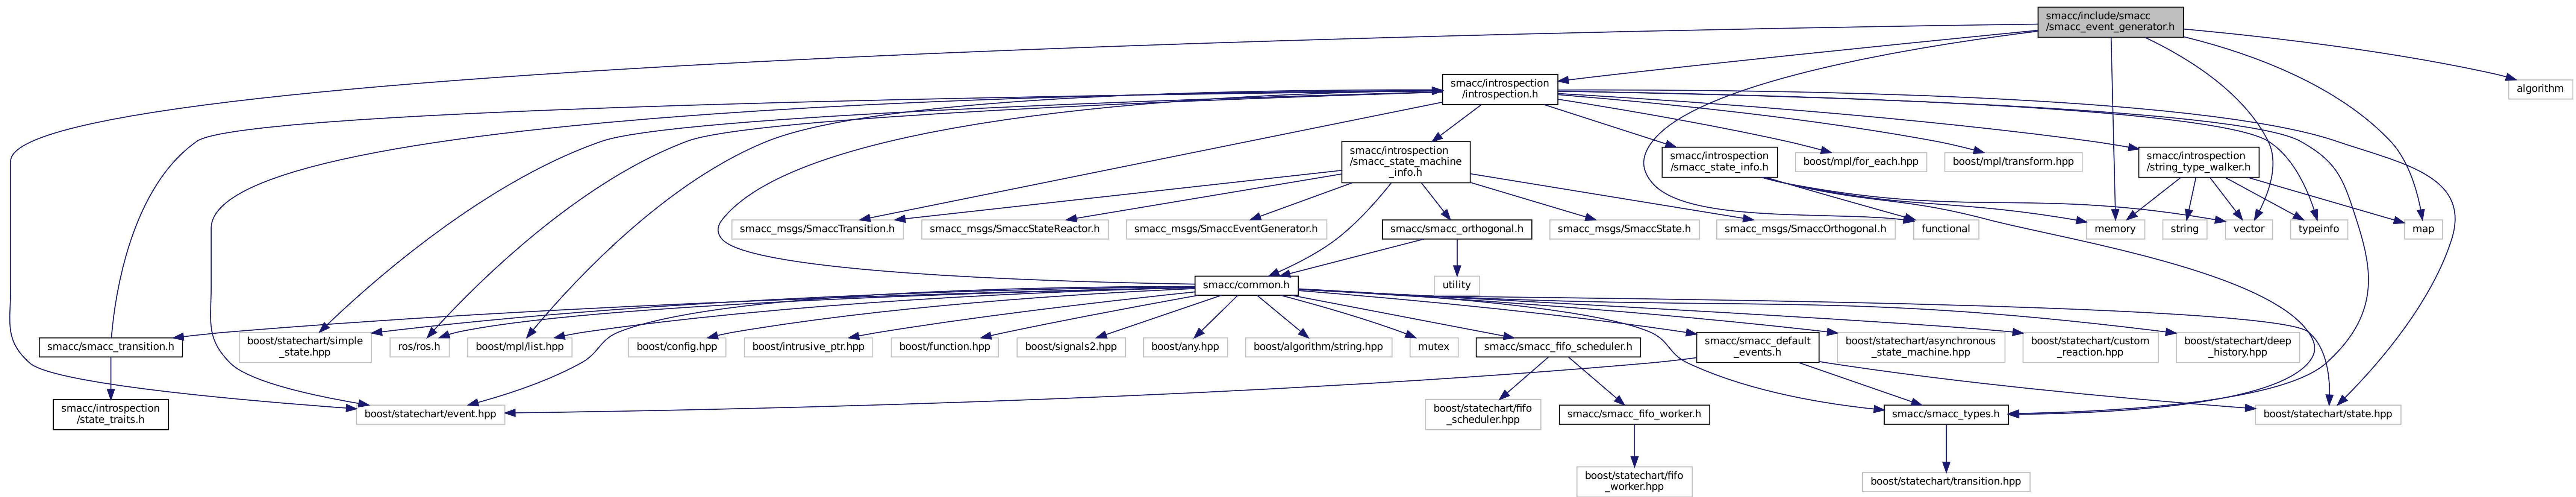 smacc/include/smacc
/smacc_event_generator.h
smacc/introspection
/introspection.h
algorithm
smacc/introspection
/smacc_state_machine
_info.h
smacc/introspection
/smacc_state_info.h
boost/mpl/for_each.hpp
boost/mpl/transform.hpp
smacc/introspection
/string_type_walker.h
smacc_msgs/SmaccTransition.h
smacc_msgs/SmaccStateReactor.h
smacc_msgs/SmaccEventGenerator.h
smacc/smacc_orthogonal.h
smacc_msgs/SmaccState.h
smacc_msgs/SmaccOrthogonal.h
functional
memory
string
vector
typeinfo
map
smacc/common.h
utility
smacc/smacc_transition.h
boost/statechart/simple
_state.hpp
ros/ros.h
boost/mpl/list.hpp
boost/config.hpp
boost/intrusive_ptr.hpp
boost/function.hpp
boost/signals2.hpp
boost/any.hpp
boost/algorithm/string.hpp
mutex
smacc/smacc_fifo_scheduler.h
smacc/smacc_default
_events.h
boost/statechart/asynchronous
_state_machine.hpp
boost/statechart/custom
_reaction.hpp
boost/statechart/deep
_history.hpp
smacc/introspection
/state_traits.h
boost/statechart/event.hpp
boost/statechart/fifo
_scheduler.hpp
smacc/smacc_fifo_worker.h
smacc/smacc_types.h
boost/statechart/state.hpp
boost/statechart/fifo
_worker.hpp
boost/statechart/transition.hpp